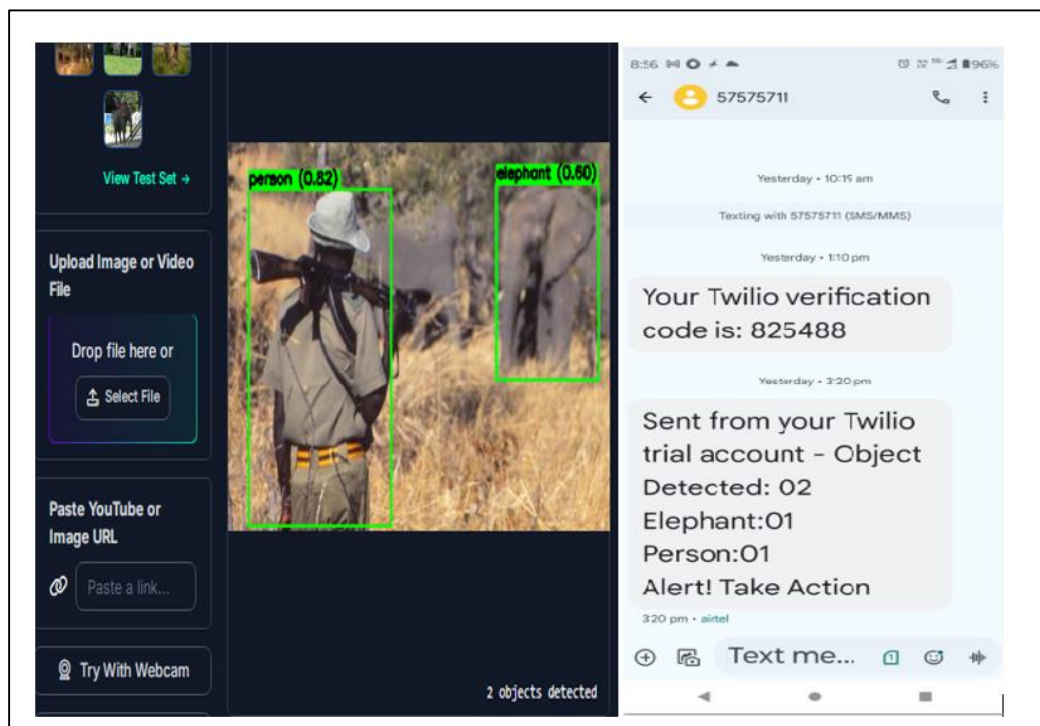 View Test Set →
Upload Image or Video
File
Drop file here or
Select File
Paste YouTube or
Image URL
Paste a link...
Try With Webcam
person (0.82)
elephant (0.60)
2 objects detected
8:56
96%
57575711
Yesterday • 10:15 am
Texting with 57575711 (SMS/MMS)
Yesterday • 1:10 pm
Your Twilio verification
code is: 825488
Yesterday • 3:20 pm
Sent from your Twilio
trial account - Object
Detected: 02
Elephant:01
Person:01
Alert! Take Action
3:20 pm • airtel
Text me...